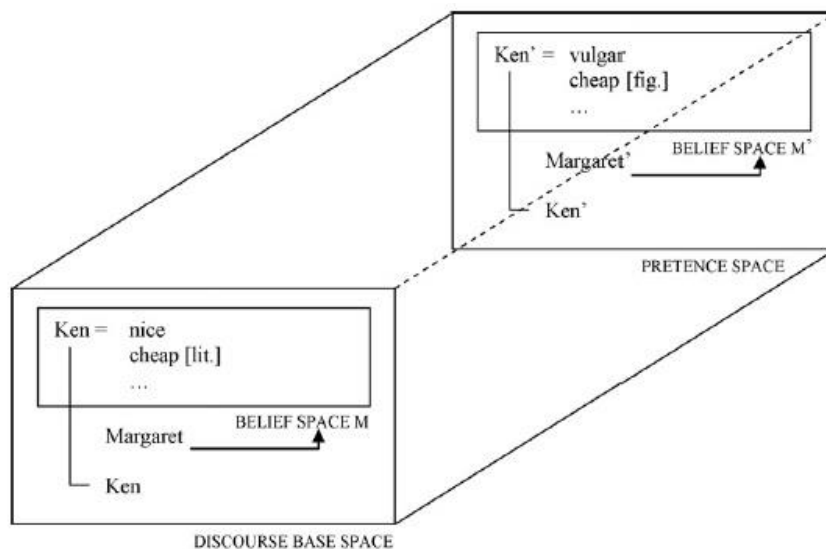 Ken’ = vulgar
cheap [fig.]
…
BELIEF SPACE M’
Margaret’
Ken’
PRETENCE SPACE
Ken = nice
cheap [lit.]
…
BELIEF SPACE M
Margaret
Ken
DISCOURSE BASE SPACE